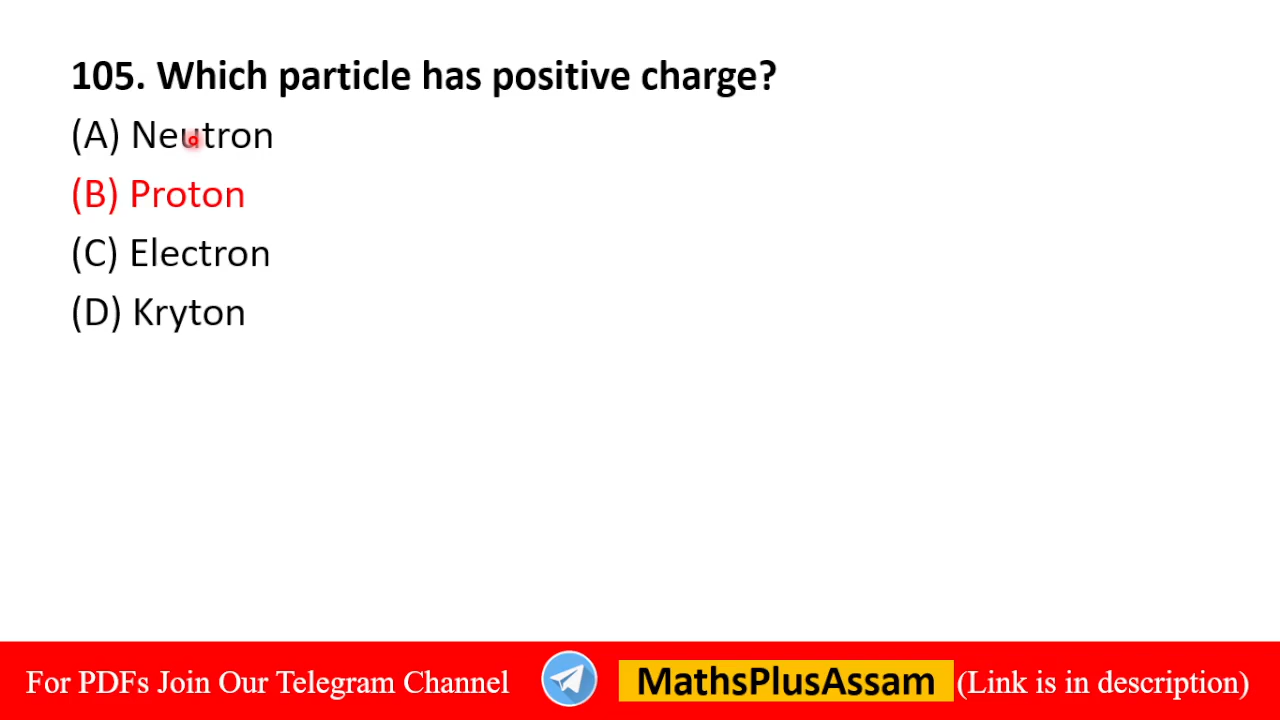 105. Which particle has positive charge?
(A) Neutron
(B) Proton
(C) Electron
(D) Kryton
For PDFs Join Our Telegram Channel MathsPlusAssam (Link is in description)